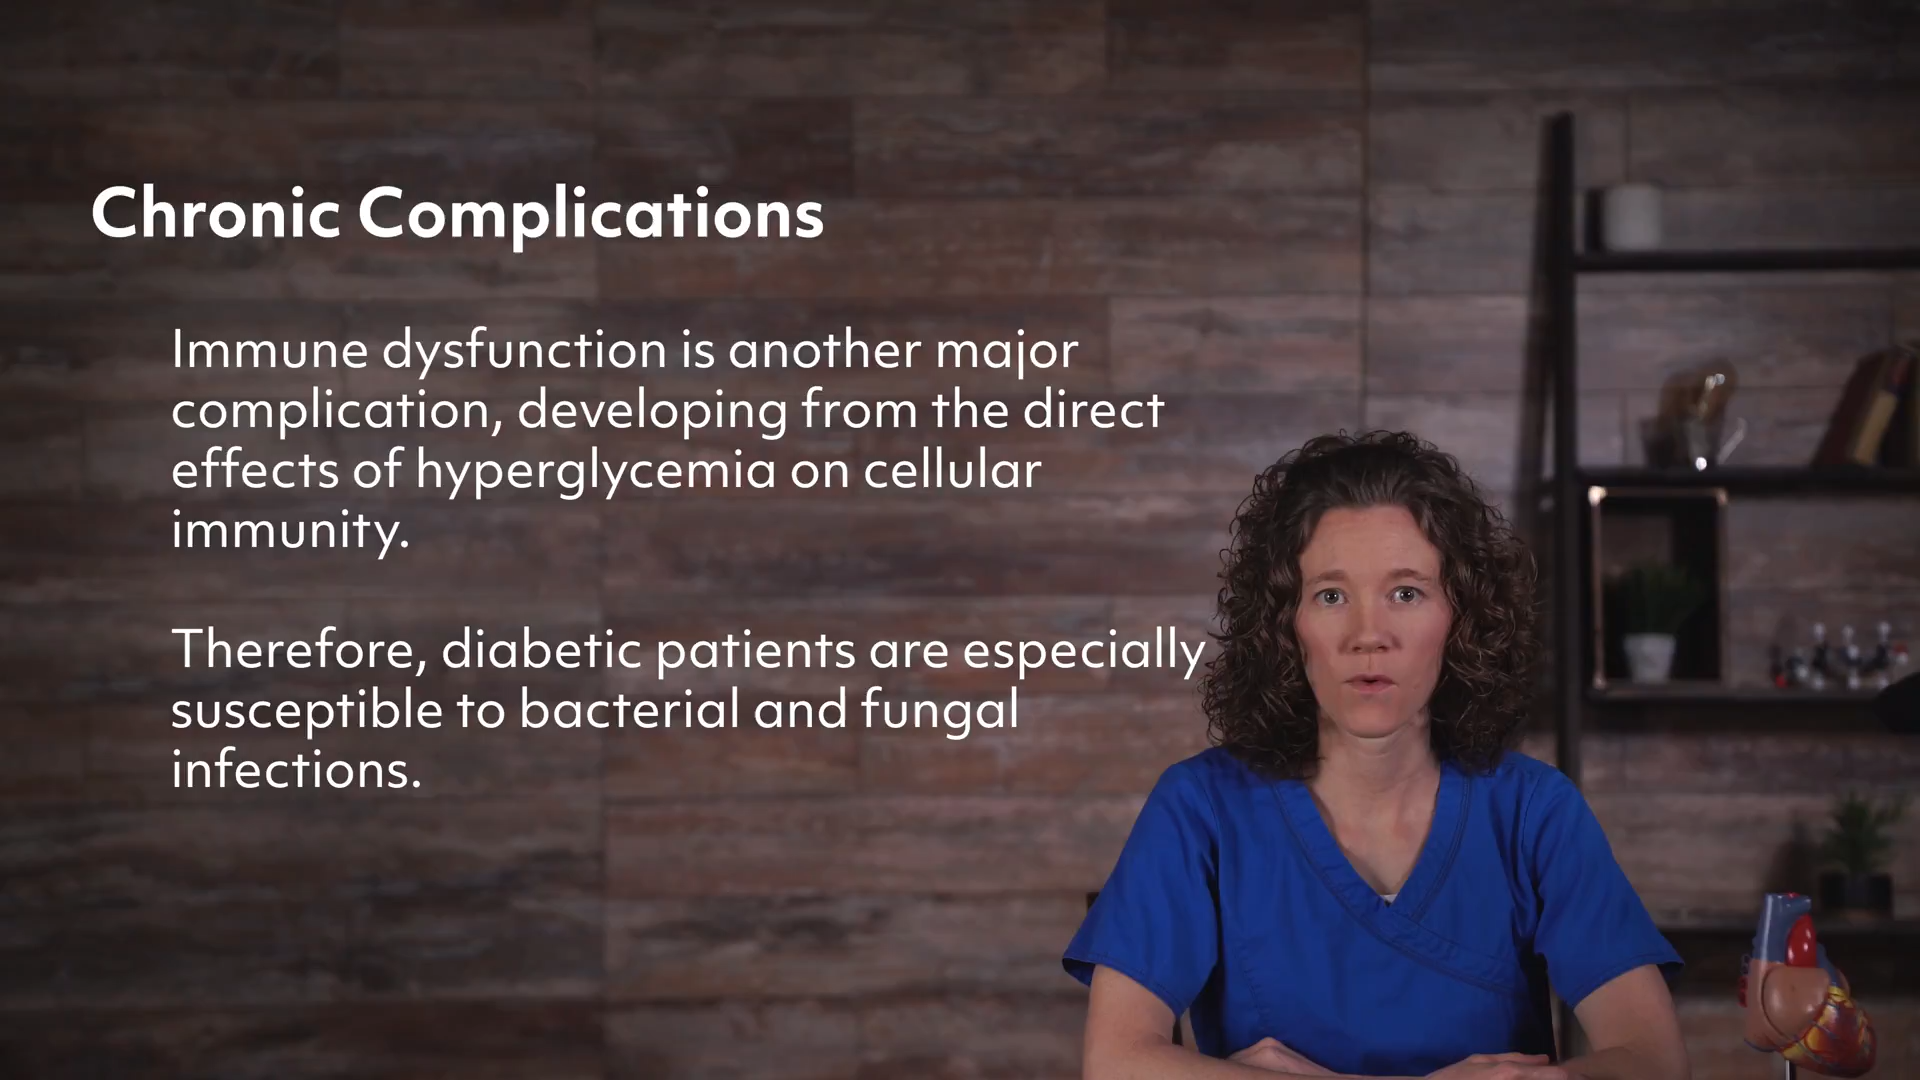 Chronic Complications
Immune dysfunction is another major
complication, developing from the direct
effects of hyperglycemia on cellular
immunity.
Therefore, diabetic patients are especially
susceptible to bacterial and fungal
infections.